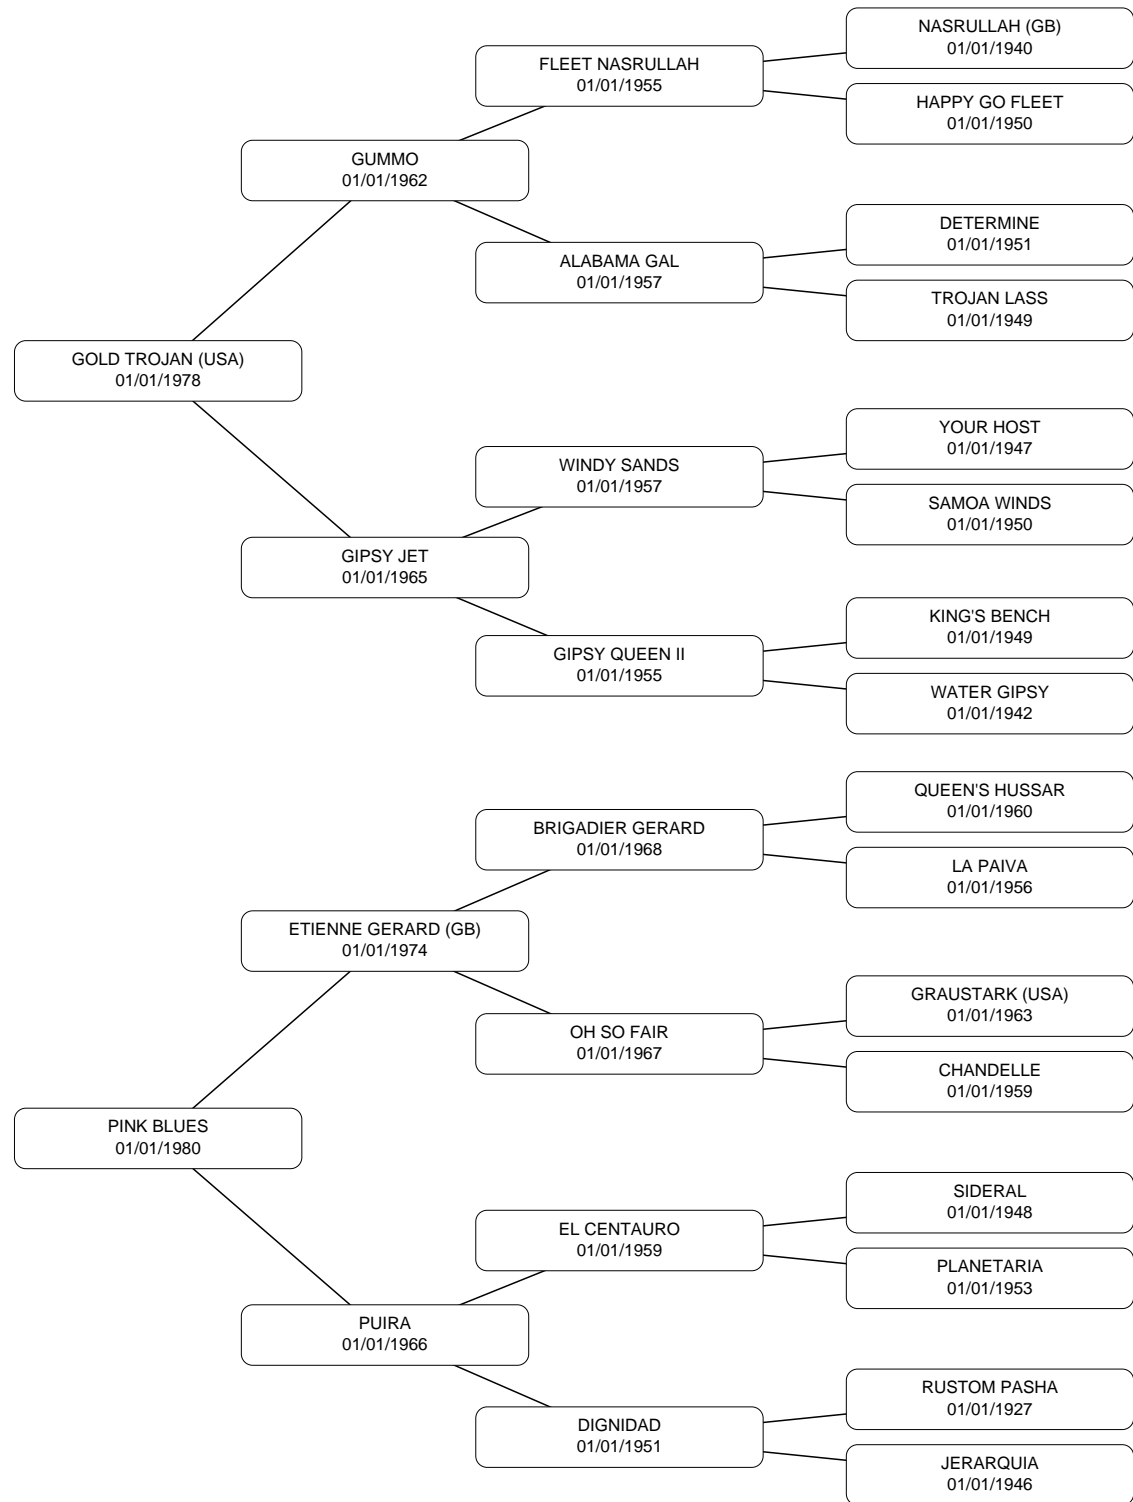 NASRULLAH (GB)
01/01/1940
FLEET NASRULLAH
01/01/1955
HAPPY GO FLEET
01/01/1950
GUMMO
01/01/1962
DETERMINE
01/01/1951
ALABAMA GAL
01/01/1957
TROJAN LASS
01/01/1949
GOLD TROJAN (USA)
01/01/1978
YOUR HOST
01/01/1947
WINDY SANDS
01/01/1957
SAMOA WINDS
01/01/1950
GIPSY JET
01/01/1965
KING'S BENCH
01/01/1949
GIPSY QUEEN II
01/01/1955
WATER GIPSY
01/01/1942
QUEEN'S HUSSAR
01/01/1960
BRIGADIER GERARD
01/01/1968
LA PAIVA
01/01/1956
ETIENNE GERARD (GB)
01/01/1974
GRAUSTARK (USA)
01/01/1963
OH SO FAIR
01/01/1967
CHANDELLE
01/01/1959
PINK BLUES
01/01/1980
SIDERAL
01/01/1948
EL CENTAURO
01/01/1959
PLANETARIA
01/01/1953
PUIRA
01/01/1966
RUSTOM PASHA
01/01/1927
DIGNIDAD
01/01/1951
JERARQUIA
01/01/1946